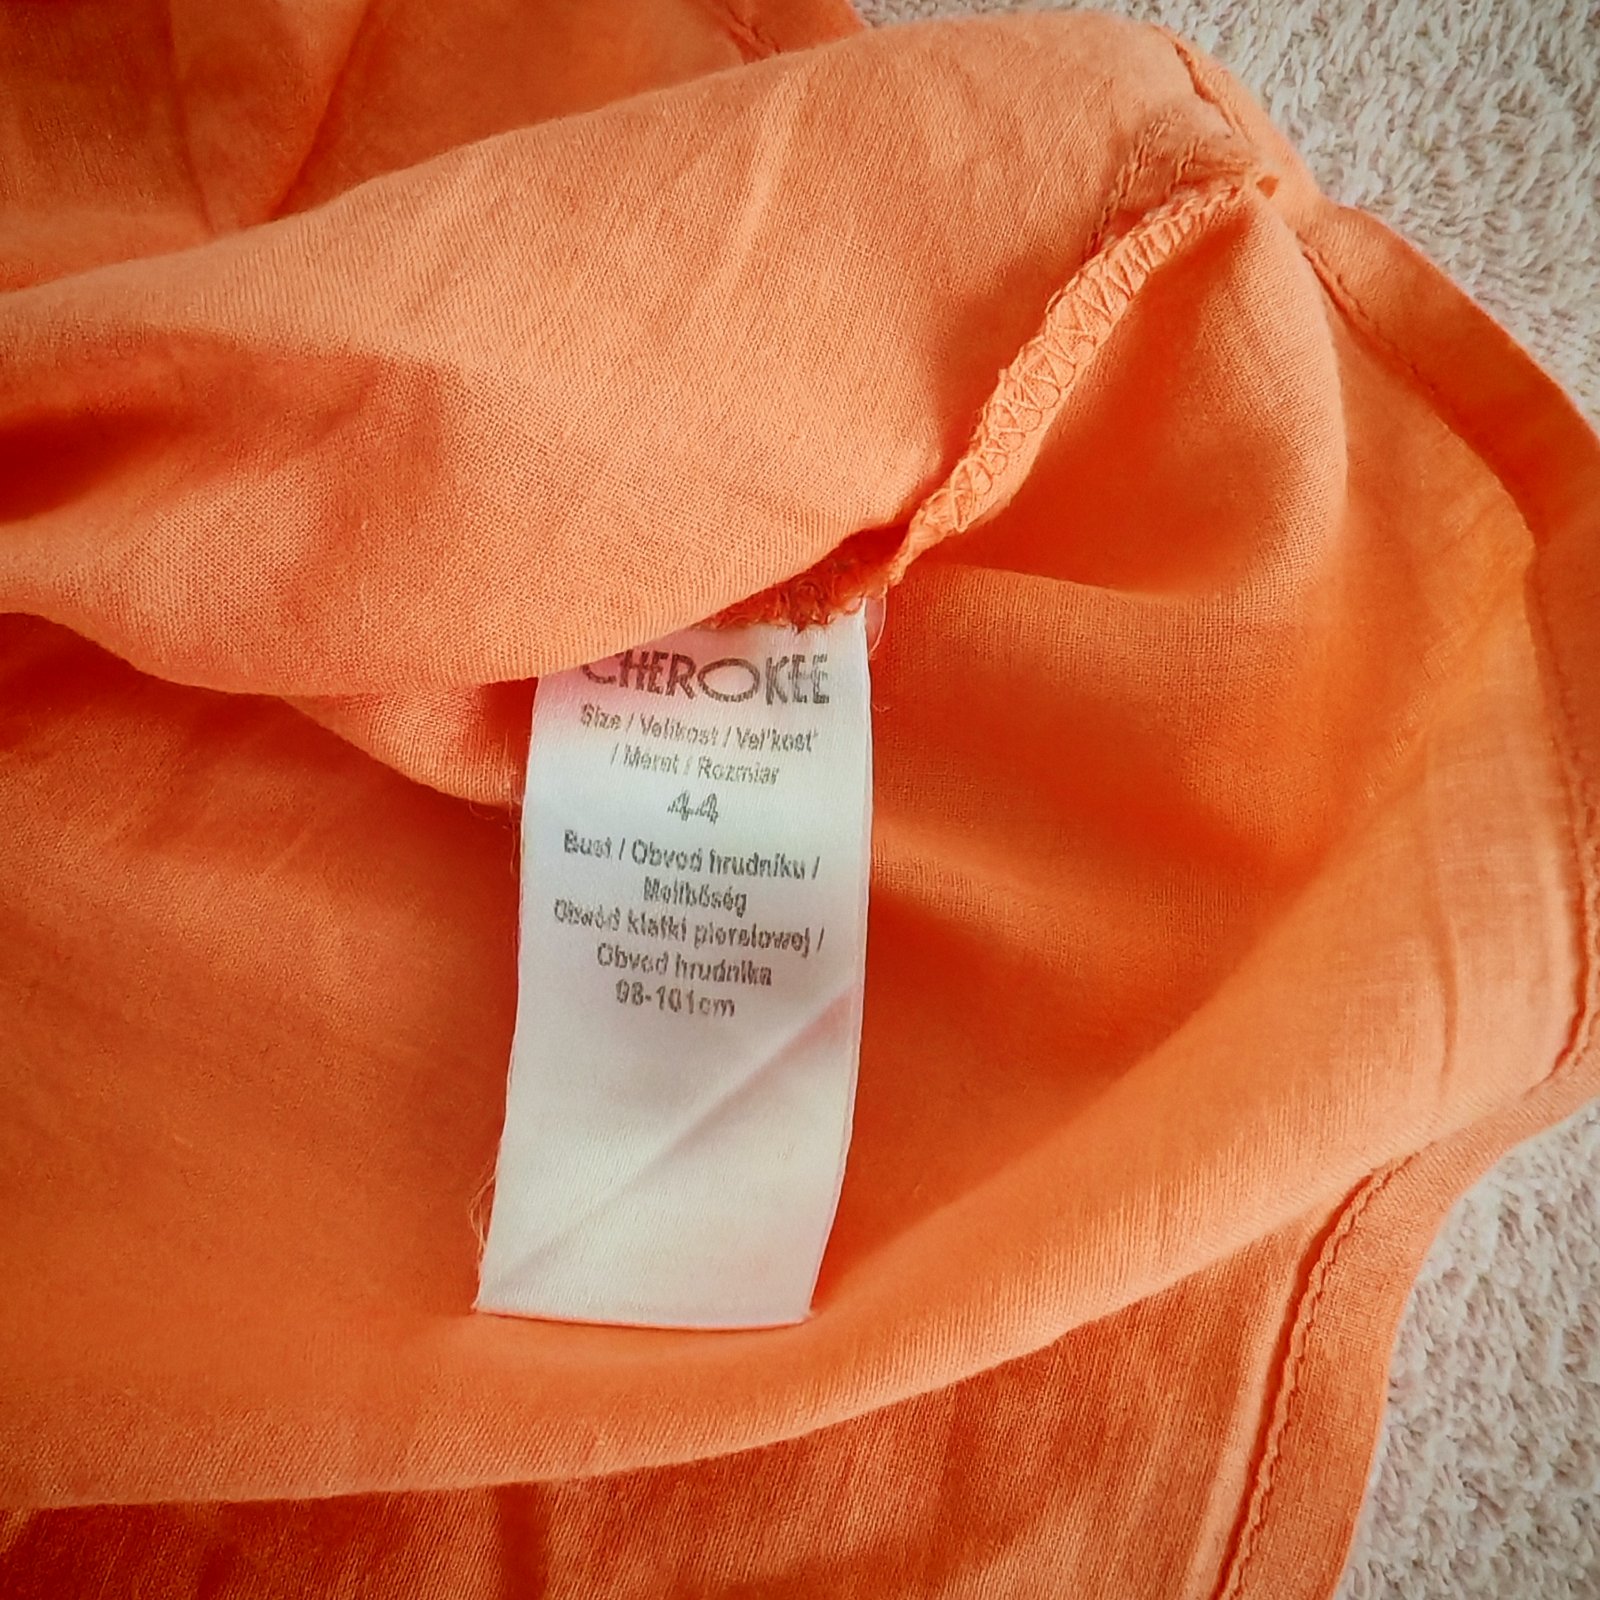 CHEROKEE
Size / Velikost / Veľkosť
/ Méret / Rozmiar
44
Bust / Obvod hrudníku /
Mellbőség
Obwód klatki piersiowej /
Obvod hrudníka
98-101cm